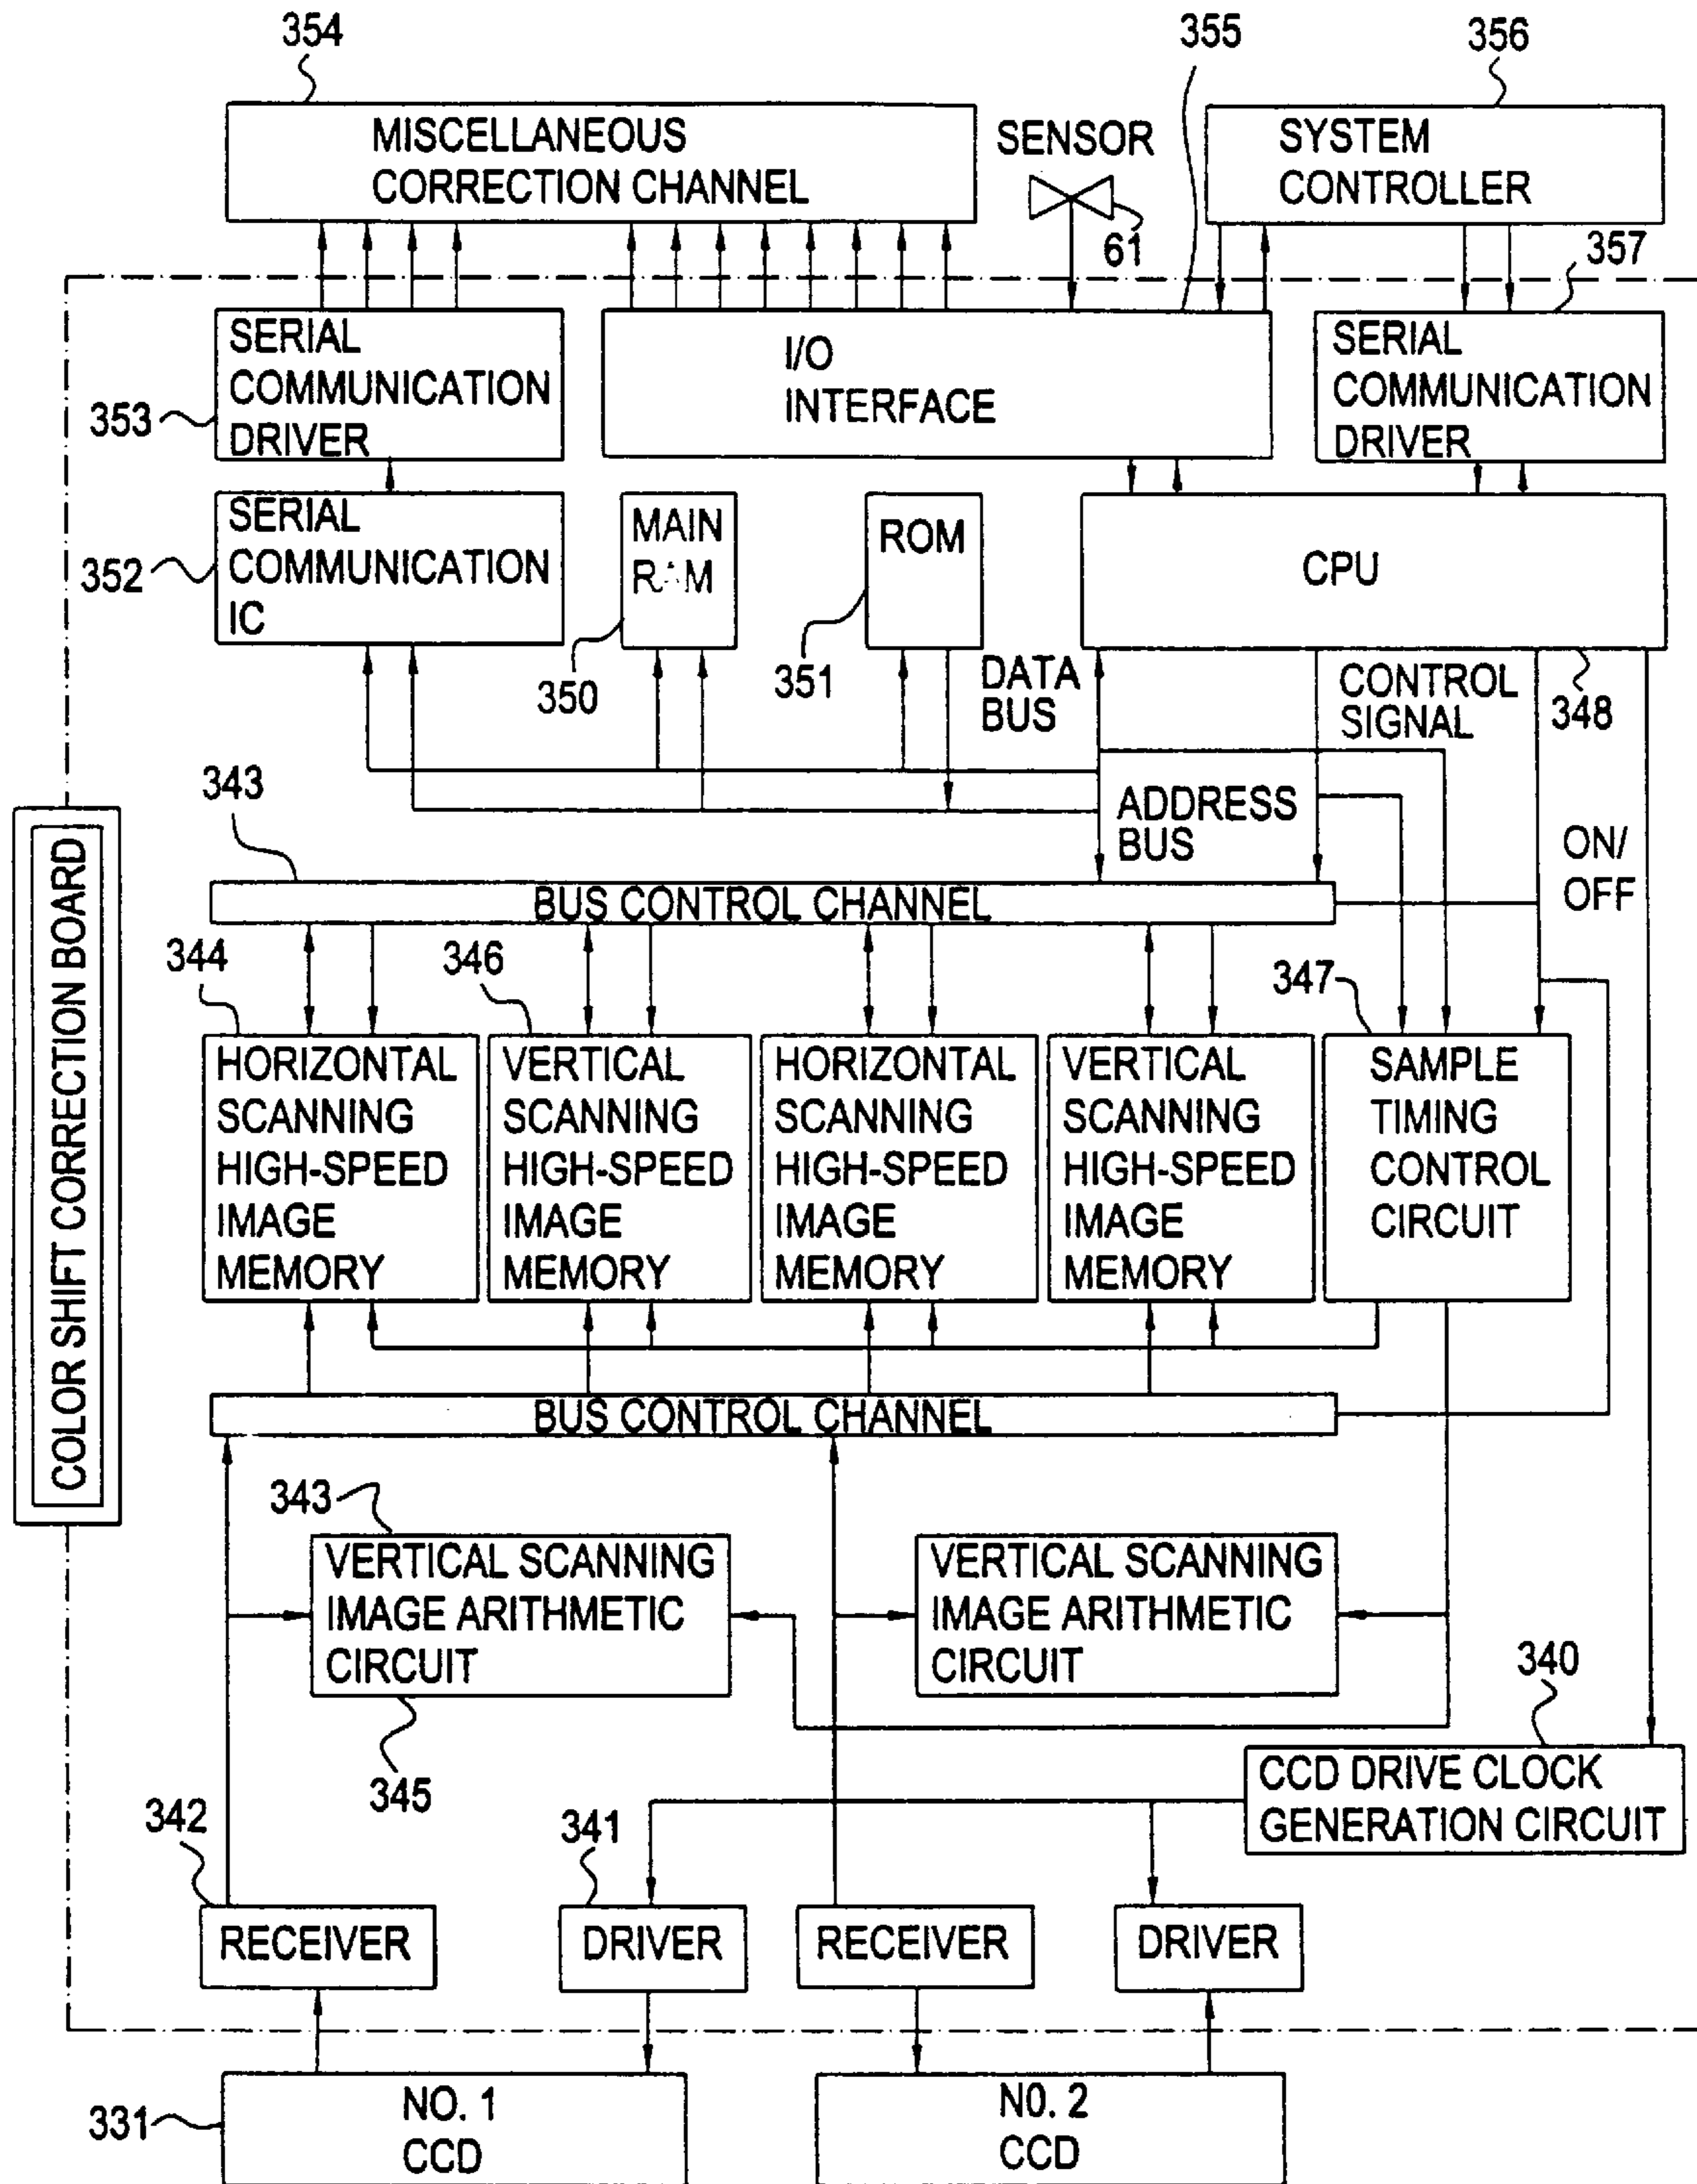 354
355
356
MISCELLANEOUS
CORRECTION CHANNEL
SENSOR
61
SYSTEM
CONTROLLER
357
SERIAL
COMMUNICATION
DRIVER
353
I/O
INTERFACE
SERIAL
COMMUNICATION
DRIVER
SERIAL
COMMUNICATION
IC
352
MAIN
RAM
350
ROM
351
CPU
348
DATA
BUS
CONTROL
SIGNAL
ADDRESS
BUS
ON/
OFF
343
BUS CONTROL CHANNEL
COLOR SHIFT CORRECTION BOARD
344
346
347
HORIZONTAL
SCANNING
HIGH-SPEED
IMAGE
MEMORY
VERTICAL
SCANNING
HIGH-SPEED
IMAGE
MEMORY
HORIZONTAL
SCANNING
HIGH-SPEED
IMAGE
MEMORY
VERTICAL
SCANNING
HIGH-SPEED
IMAGE
MEMORY
SAMPLE
TIMING
CONTROL
CIRCUIT
BUS CONTROL CHANNEL
343
VERTICAL SCANNING
IMAGE ARITHMETIC
CIRCUIT
345
VERTICAL SCANNING
IMAGE ARITHMETIC
CIRCUIT
340
CCD DRIVE CLOCK
GENERATION CIRCUIT
342
341
RECEIVER
DRIVER
RECEIVER
DRIVER
331
NO. 1
CCD
N0. 2
CCD